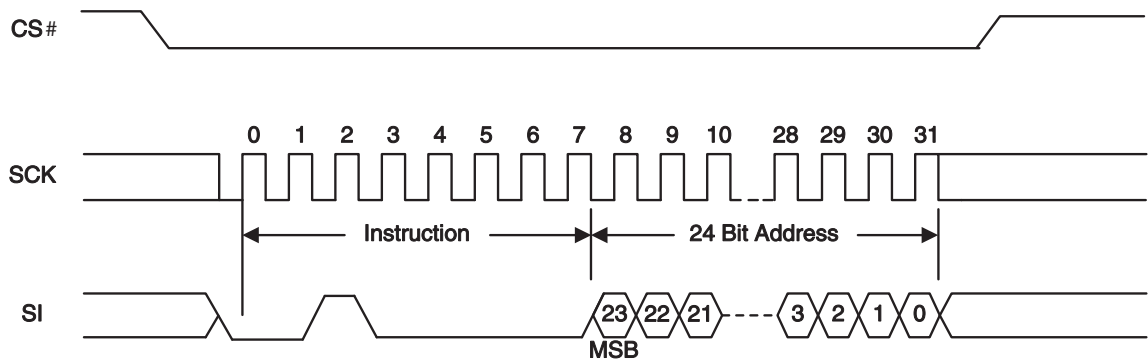 CS#
0 1 2 3 4 5 6 7 8 9 10 28 29 30 31
SCK
Instruction 24 Bit Address
SI 23 22 21 3 2 1 0
MSB